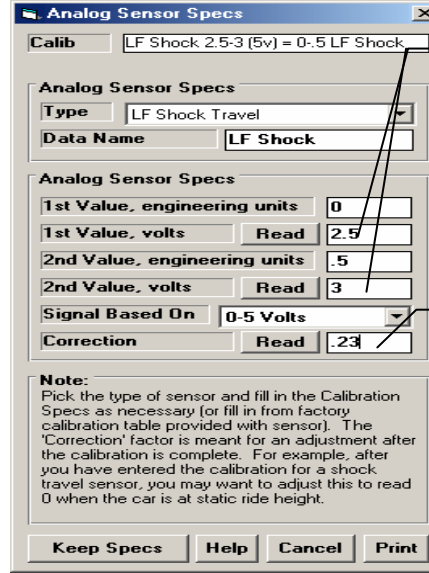 Analog Sensor Specs
Calib LF Shock 2.5-3 (5v) = 0-.5 LF Shock
Analog Sensor Specs
Type LF Shock Travel
Data Name LF Shock
Analog Sensor Specs
1st Value, engineering units 0
1st Value, volts Read 2.5
2nd Value, engineering units .5
2nd Value, volts Read 3
Signal Based On 0-5 Volts
Correction Read .23
Note:
Pick the type of sensor and fill in the Calibration
Specs as necessary (or fill in from factory
calibration table provided with sensor). The
'Correction' factor is meant for an adjustment after
the calibration is complete. For example, after
you have entered the calibration for a shock
travel sensor, you may want to adjust this to read
0 when the car is at static ride height.
Keep Specs Help Cancel Print